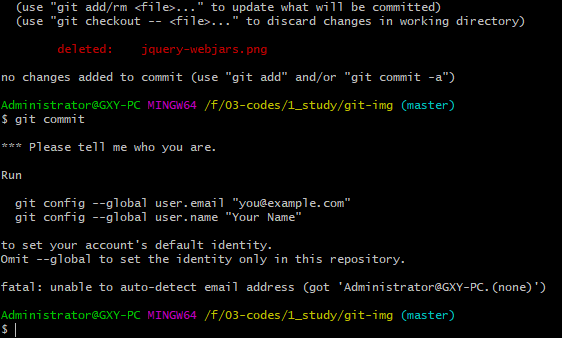 (use "git add/rm <file>..." to update what will be committed)
(use "git checkout -- <file>..." to discard changes in working directory)
deleted: jquery-webjars.png
no changes added to commit (use "git add" and/or "git commit -a")
Administrator@GXY-PC MINGW64 /f/03-codes/1_study/git-img (master)
$ git commit
*** Please tell me who you are.
Run
git config --global user.email "you@example.com"
git config --global user.name "Your Name"
to set your account's default identity.
Omit --global to set the identity only in this repository.
fatal: unable to auto-detect email address (got 'Administrator@GXY-PC.(none)')
Administrator@GXY-PC MINGW64 /f/03-codes/1_study/git-img (master)
$